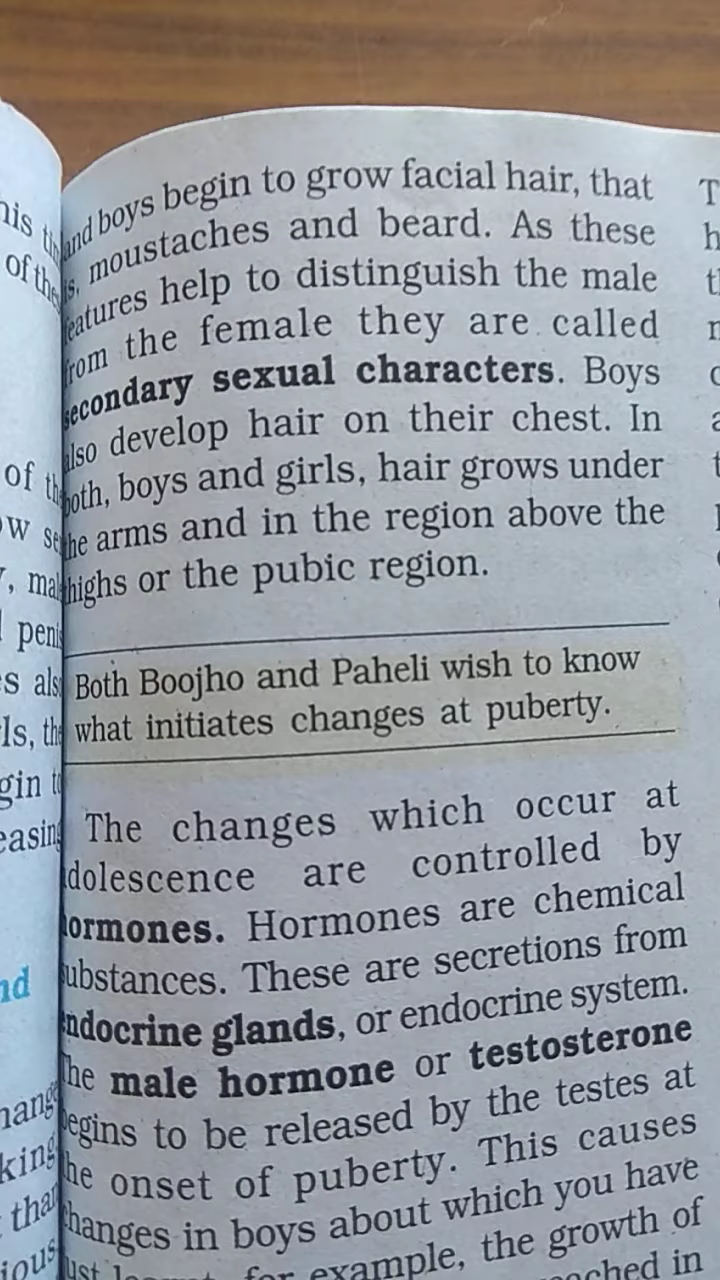 and boys begin to grow facial hair, that
is, moustaches and beard. As these
features help to distinguish the male
from the female they are called
secondary sexual characters. Boys
also develop hair on their chest. In
both, boys and girls, hair grows under
the arms and in the region above the
thighs or the pubic region.
Both Boojho and Paheli wish to know
what initiates changes at puberty.
The changes which occur at
adolescence are controlled by
hormones. Hormones are chemical
substances. These are secretions from
endocrine glands, or endocrine system.
The male hormone or testosterone
begins to be released by the testes at
the onset of puberty. This causes
changes in boys about which you have
for example, the growth of
in